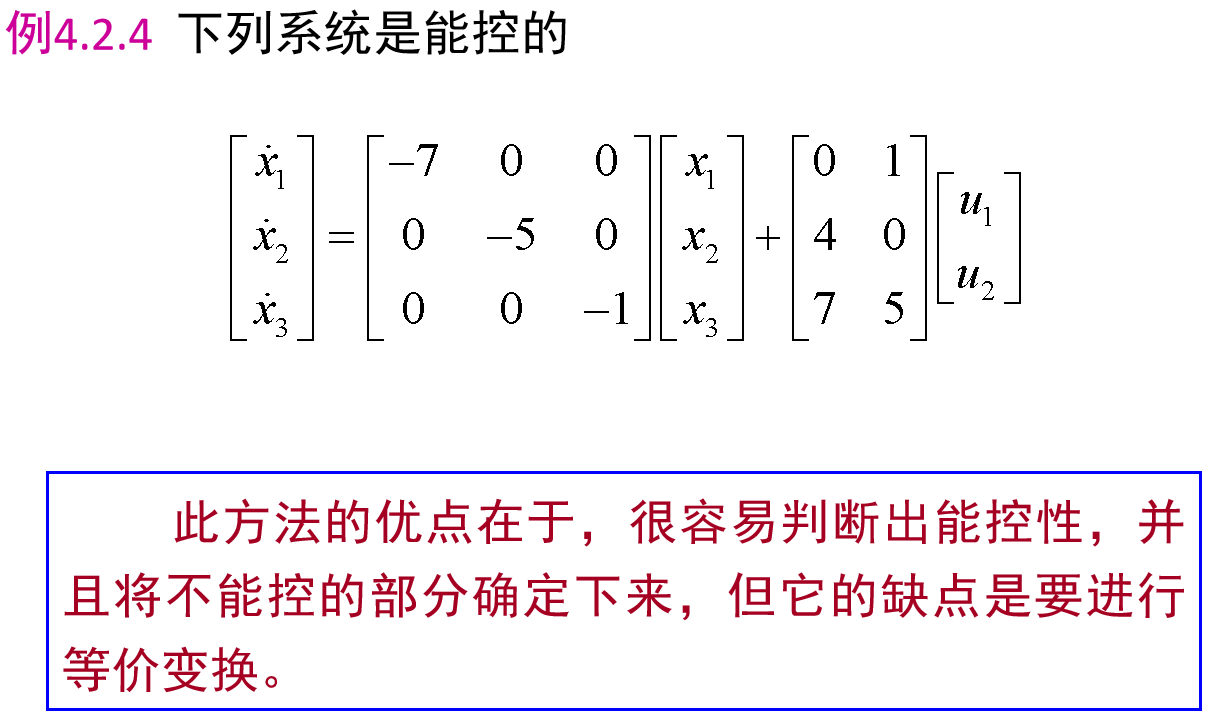 例4.2.4 下列系统是能控的
[ẋ₁] [−7 0 0] [x₁] [0 1]
[ẋ₂] = [0 −5 0] [x₂] + [4 0] [u₁]
[ẋ₃] [0 0 −1] [x₃] [7 5] [u₂]
此方法的优点在于，很容易判断出能控性，并
且将不能控的部分确定下来，但它的缺点是要进行
等价变换。